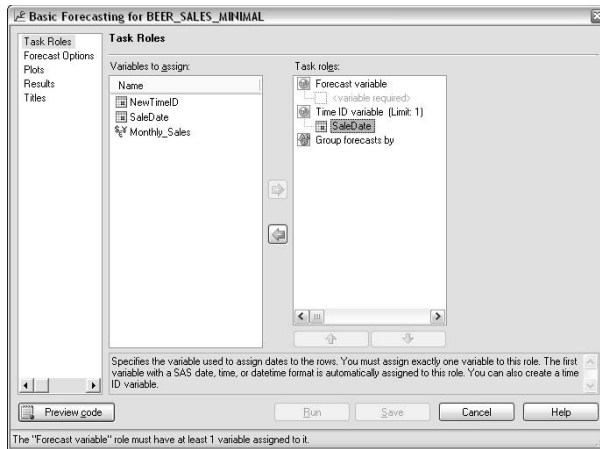 Basic Forecasting for BEER_SALES_MINIMAL
Task Roles
Forecast Options
Plots
Results
Titles
Task Roles
Variables to assign:
Name
NewTimeID
SaleDate
Monthly_Sales
Task roles:
Forecast variable
<variable required>
Time ID variable (Limit: 1)
SaleDate
Group forecasts by
Specifies the variable used to assign dates to the rows. You must assign exactly one variable to this role. The first
variable with a SAS date, time, or datetime format is automatically assigned to this role. You can also create a time
ID variable.
Preview code
Run
Save
Cancel
Help
The "Forecast variable" role must have at least 1 variable assigned to it.